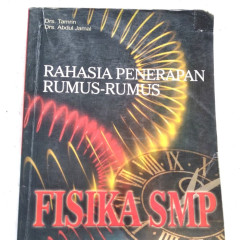 Drs. Tamrin
Drs. Abdul Jamal
RAHASIA PENERAPAN
RUMUS-RUMUS
FISIKA SMP